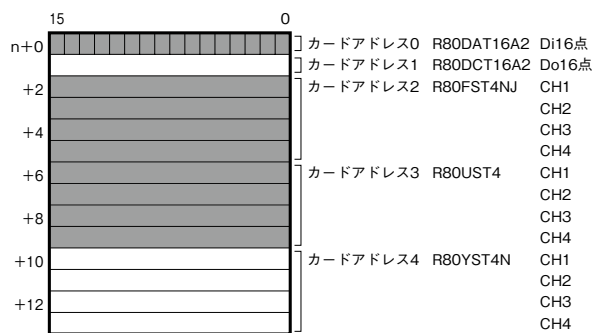 15 0
n+0 カードアドレス0 R80DAT16A2 Di16点
カードアドレス1 R80DCT16A2 Do16点
+2 カードアドレス2 R80FST4NJ CH1
CH2
+4 CH3
CH4
+6 カードアドレス3 R80UST4 CH1
CH2
+8 CH3
CH4
+10 カードアドレス4 R80YST4N CH1
CH2
+12 CH3
CH4